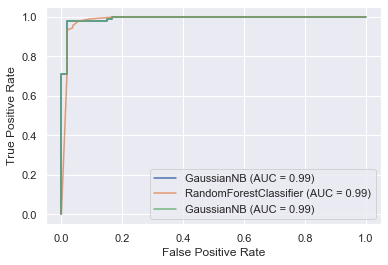 1.0
0.8
0.6
0.4
0.2
0.0
True Positive Rate
GaussianNB (AUC = 0.99)
RandomForestClassifier (AUC = 0.99)
GaussianNB (AUC = 0.99)
0.0 0.2 0.4 0.6 0.8 1.0
False Positive Rate